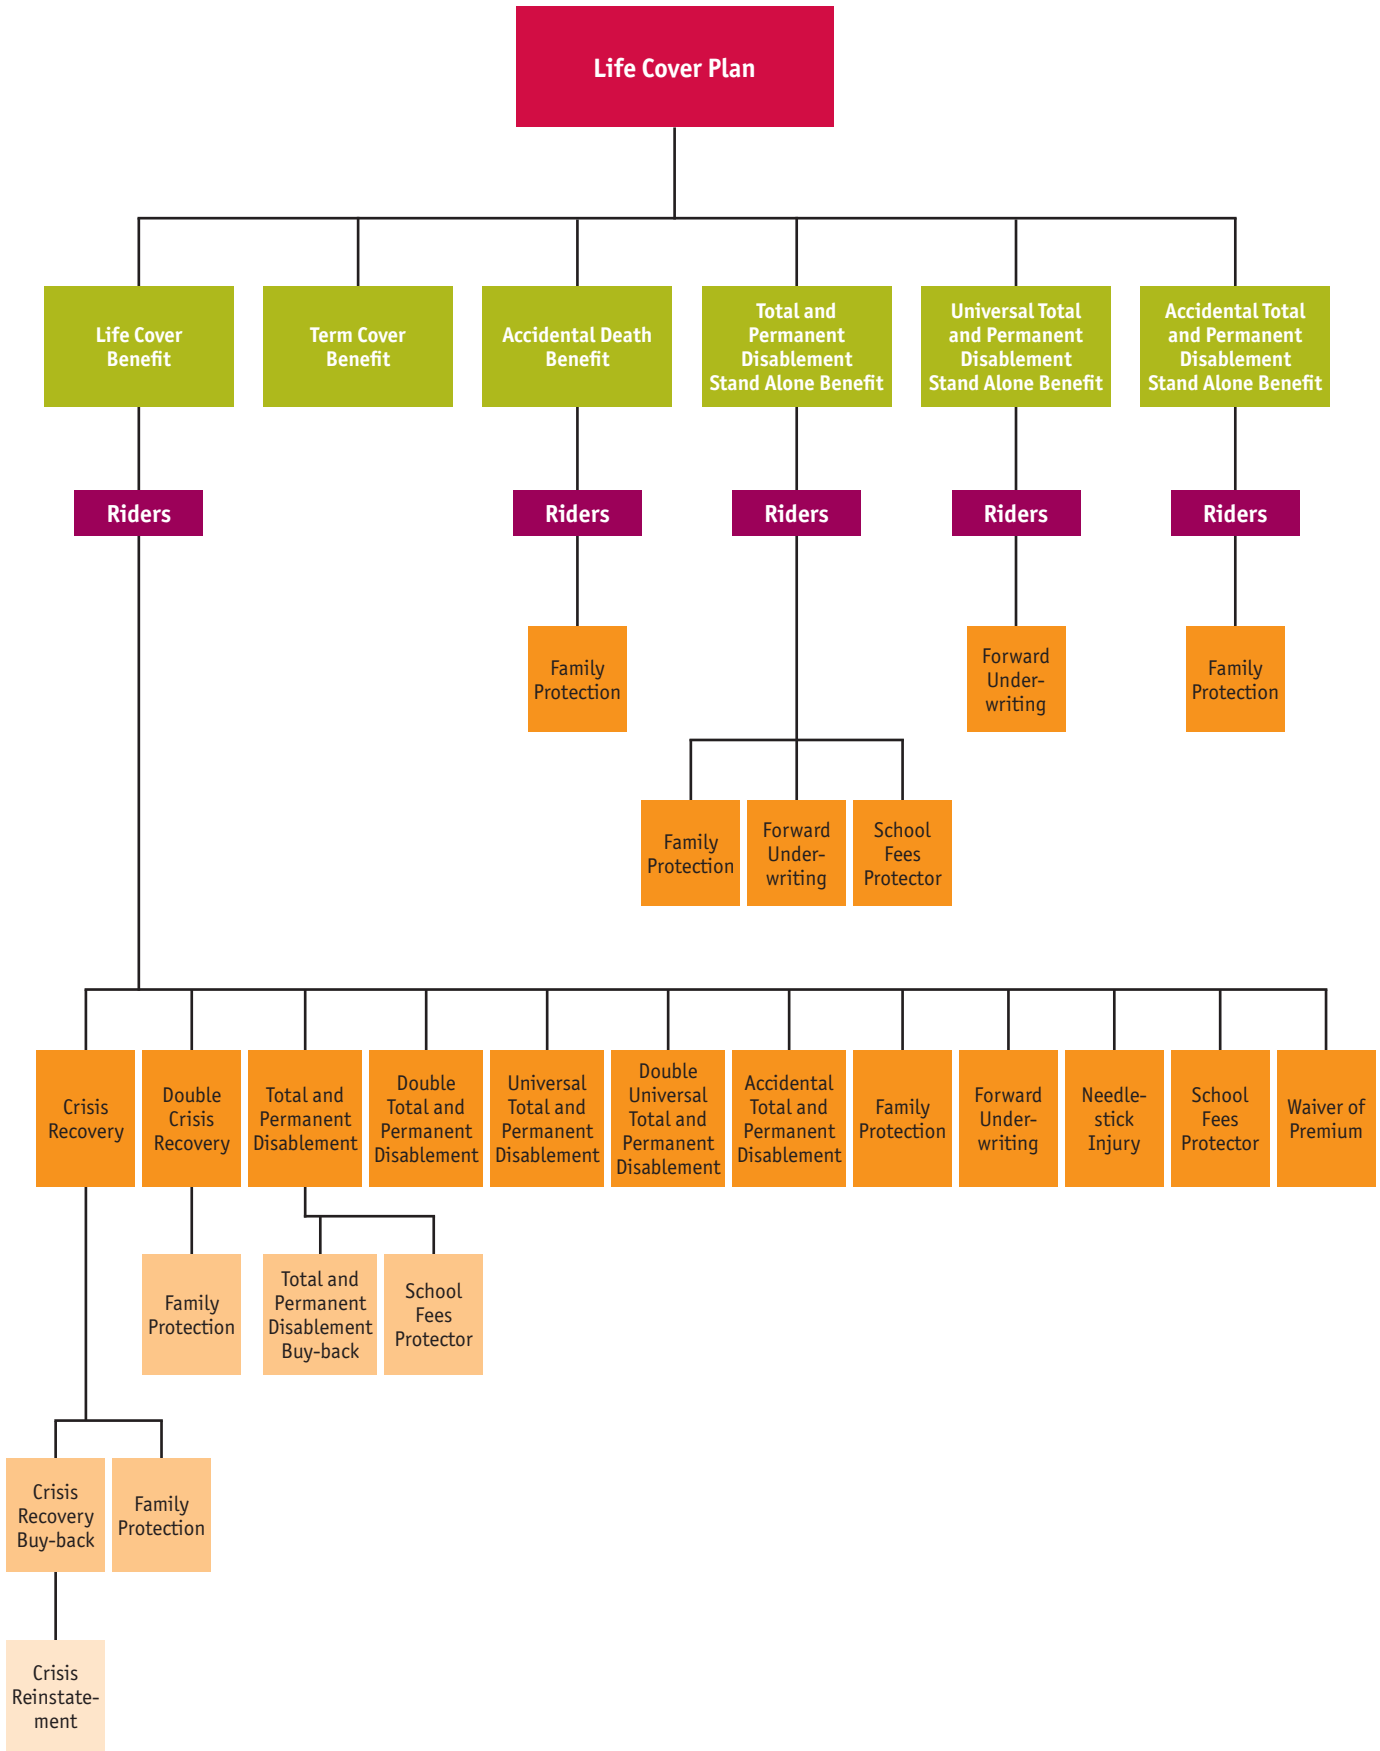 Life Cover Plan
Life Cover
Benefit
Term Cover
Benefit
Accidental Death
Benefit
Total and
Permanent
Disablement
Stand Alone Benefit
Universal Total
and Permanent
Disablement
Stand Alone Benefit
Accidental Total
and Permanent
Disablement
Stand Alone Benefit
Riders
Riders
Riders
Riders
Riders
Family
Protection
Forward
Under-
writing
Family
Protection
Family
Protection
Forward
Under-
writing
School
Fees
Protector
Crisis
Recovery
Double
Crisis
Recovery
Total and
Permanent
Disablement
Double
Total and
Permanent
Disablement
Universal
Total and
Permanent
Disablement
Double
Universal
Total and
Permanent
Disablement
Accidental
Total and
Permanent
Disablement
Family
Protection
Forward
Under-
writing
Needle-
stick
Injury
School
Fees
Protector
Waiver of
Premium
Family
Protection
Total and
Permanent
Disablement
Buy-back
School
Fees
Protector
Crisis
Recovery
Buy-back
Family
Protection
Crisis
Reinstate-
ment